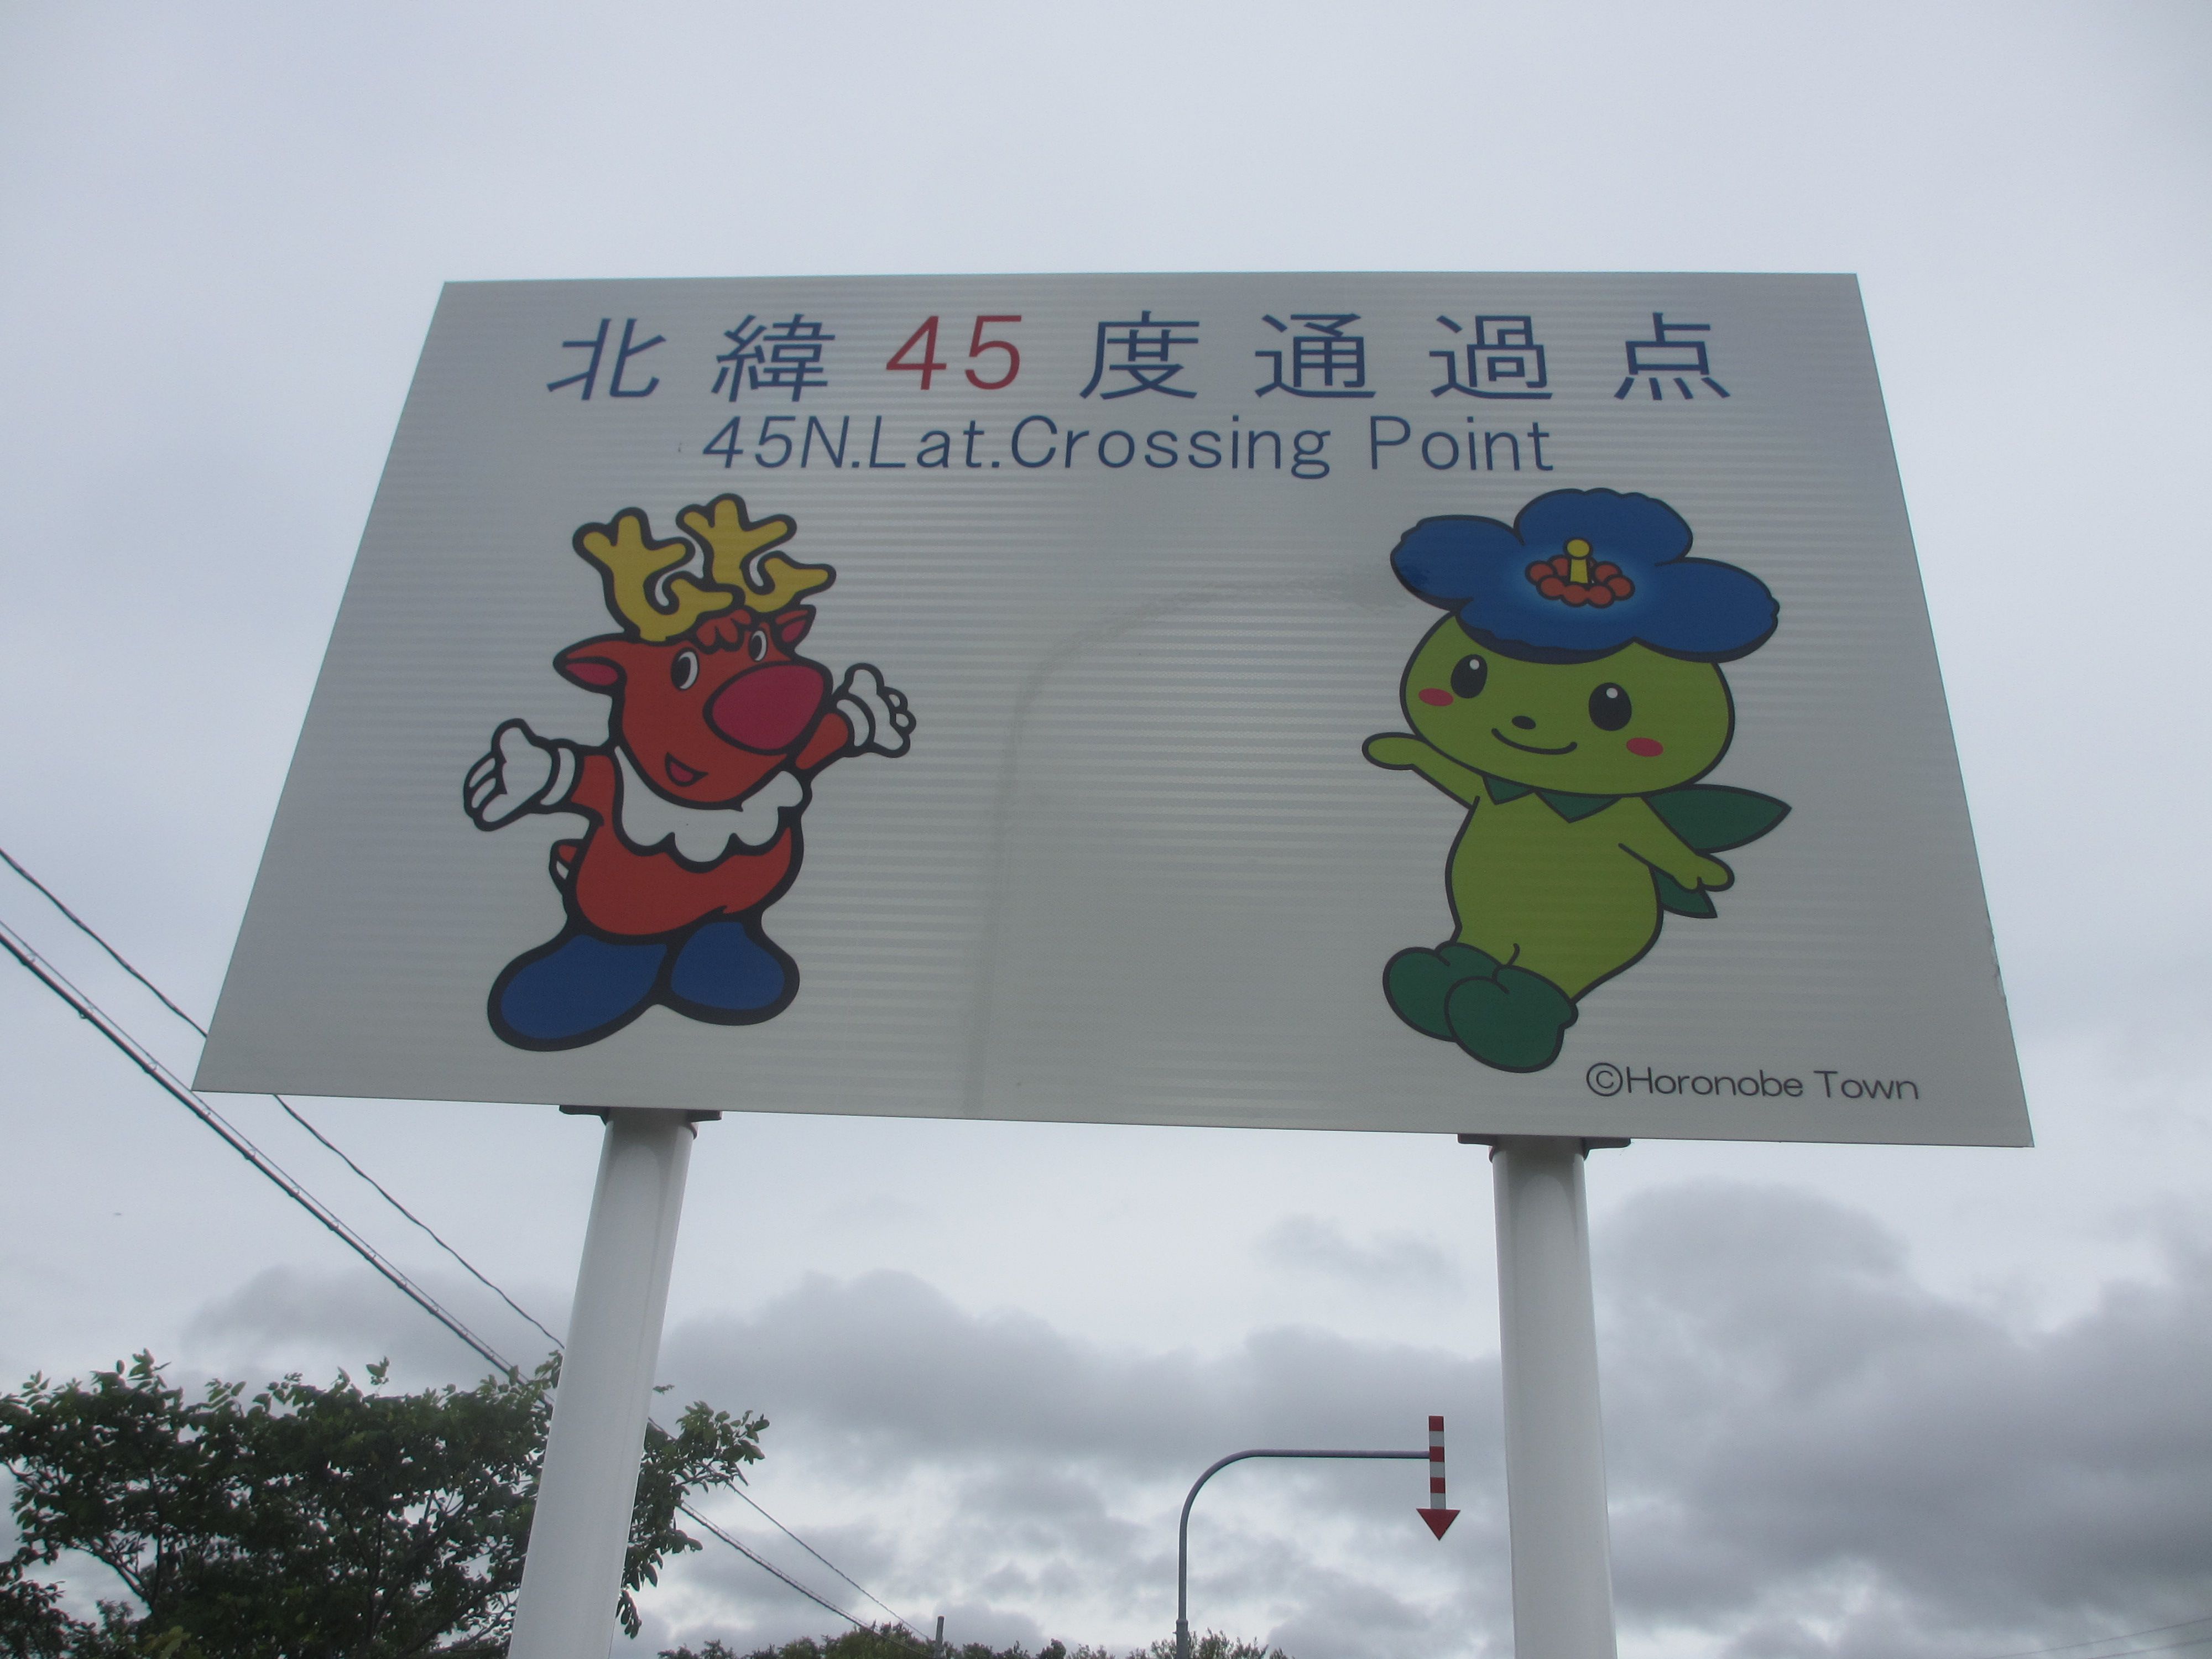 北緯45度通過点
45N.Lat.Crossing Point
©Horonobe Town